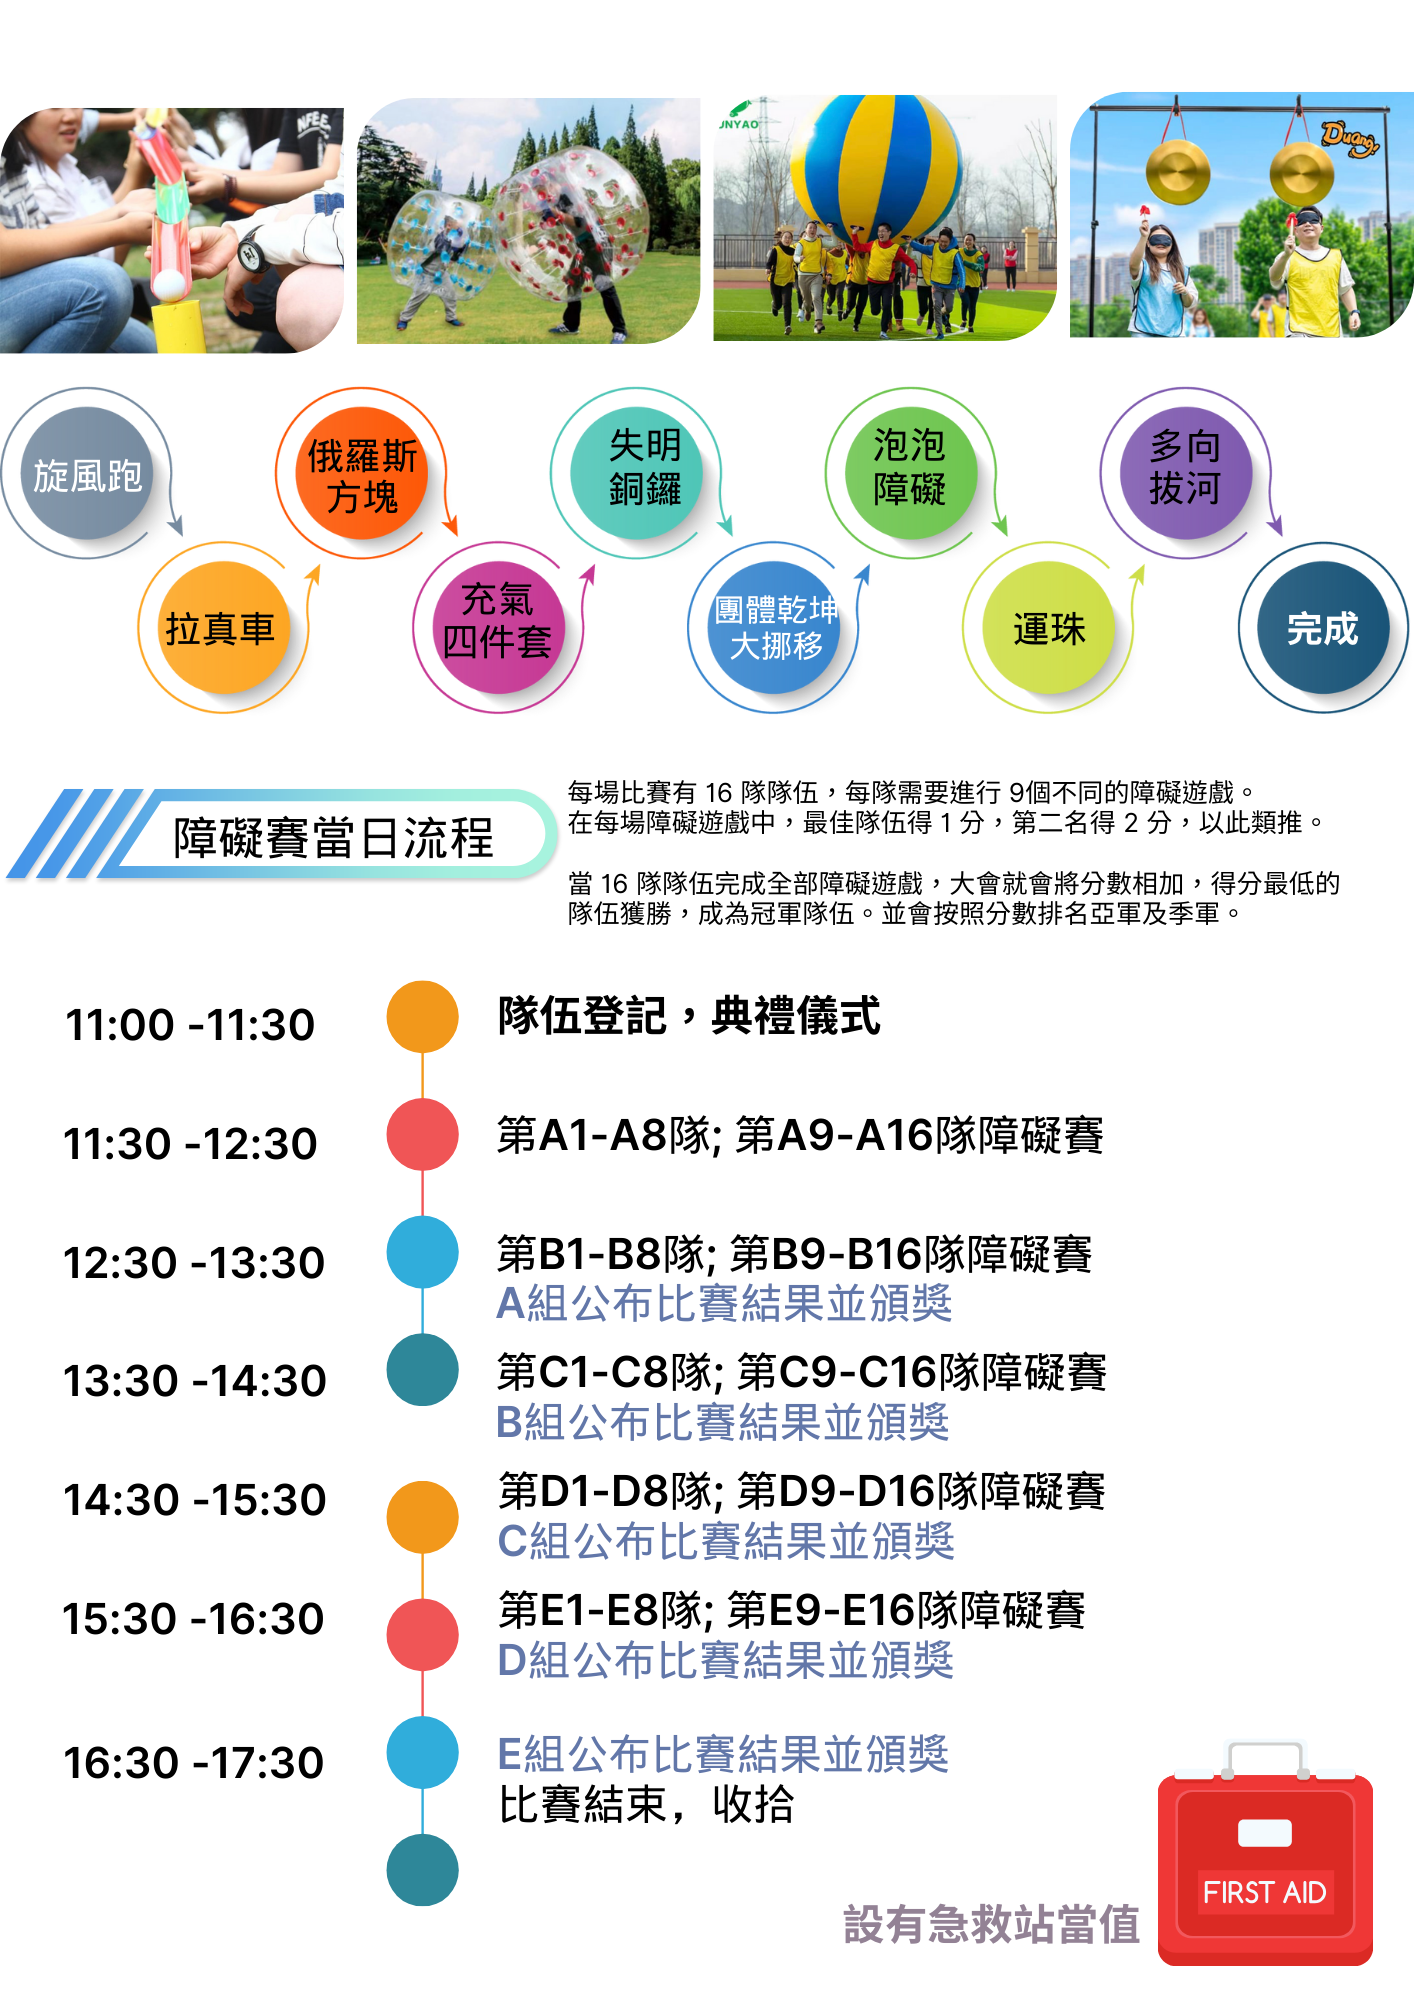 NFEE
JNYAO
Duang!
旋風跑
俄羅斯
方塊
失明
銅鑼
泡泡
障礙
多向
拔河
拉真車
充氣
四件套
團體乾坤
大挪移
運珠
完成
障礙賽當日流程
每場比賽有 16 隊隊伍，每隊需要進行 9個不同的障礙遊戲。
在每場障礙遊戲中，最佳隊伍得 1 分，第二名得 2 分，以此類推。
當 16 隊隊伍完成全部障礙遊戲，大會就會將分數相加，得分最低的
隊伍獲勝，成為冠軍隊伍。並會按照分數排名亞軍及季軍。
11:00 -11:30
隊伍登記，典禮儀式
11:30 -12:30
第A1-A8隊; 第A9-A16隊障礙賽
12:30 -13:30
第B1-B8隊; 第B9-B16隊障礙賽
A組公布比賽結果並頒獎
13:30 -14:30
第C1-C8隊; 第C9-C16隊障礙賽
B組公布比賽結果並頒獎
14:30 -15:30
第D1-D8隊; 第D9-D16隊障礙賽
C組公布比賽結果並頒獎
15:30 -16:30
第E1-E8隊; 第E9-E16隊障礙賽
D組公布比賽結果並頒獎
16:30 -17:30
E組公布比賽結果並頒獎
比賽結束，收拾
FIRST AID
設有急救站當值